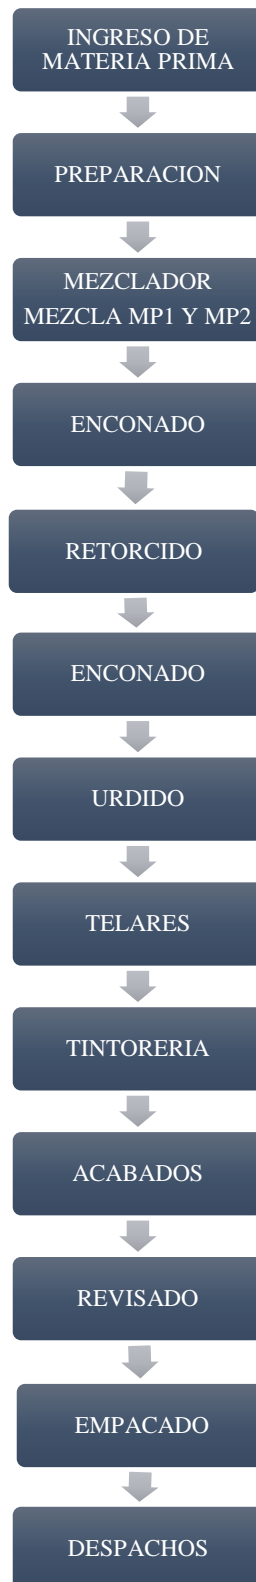 INGRESO DE
MATERIA PRIMA
PREPARACION
MEZCLADOR
MEZCLA MP1 Y MP2
ENCONADO
RETORCIDO
ENCONADO
URDIDO
TELARES
TINTORERIA
ACABADOS
REVISADO
EMPACADO
DESPACHOS